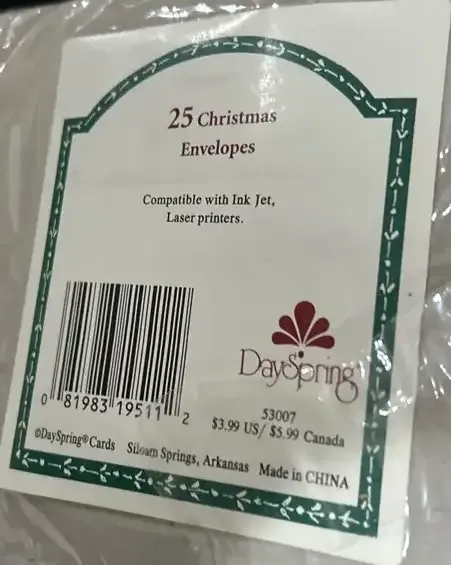 25 Christmas
Envelopes
Compatible with Ink Jet,
Laser printers.
DaySpring
0 81983 19511 2
53007
$3.99 US/ $5.99 Canada
©DaySpring® Cards Siloam Springs, Arkansas Made in CHINA